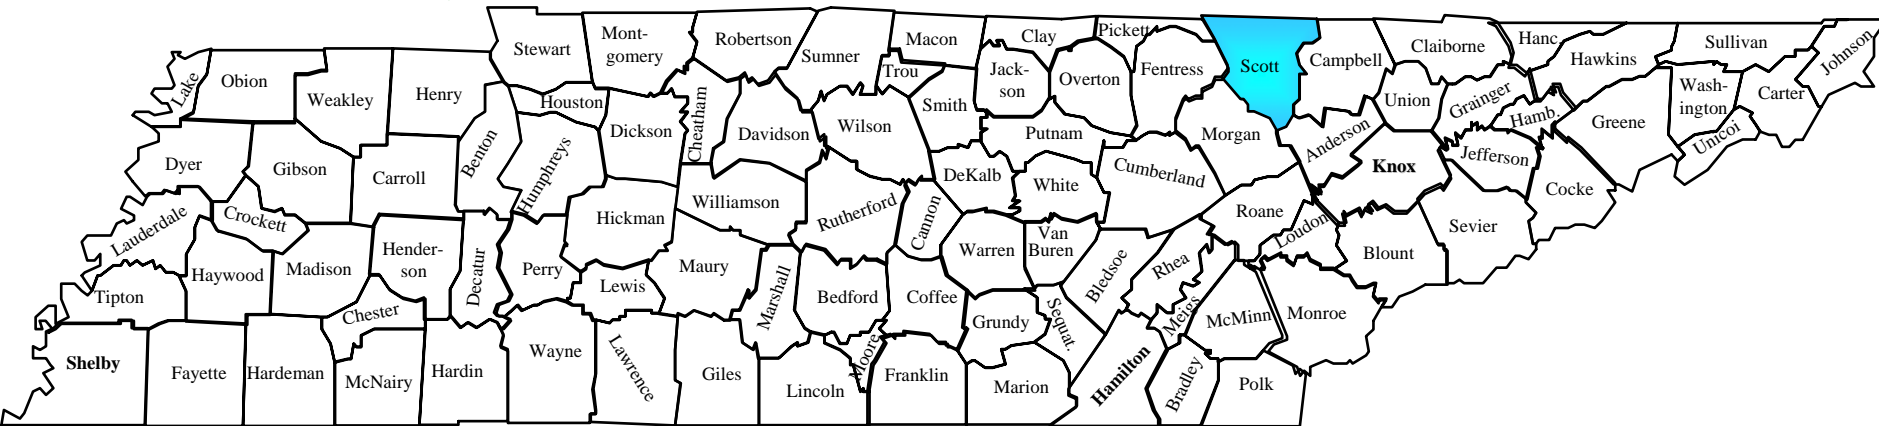 Stewart
Mont-
gomery
Robertson
Sumner
Macon
Clay
Pickett
Fentress
Scott
Campbell
Claiborne
Hanc.
Hawkins
Sullivan
Johnson
Lake
Obion
Weakley
Henry
Houston
Trou
Jack-
son
Overton
Union
Grainger
Hamb.
Wash-
ington
Carter
Unicoi
Greene
Dyer
Gibson
Carroll
Benton
Humphreys
Dickson
Cheatham
Davidson
Wilson
Smith
Putnam
Morgan
Anderson
Knox
Jefferson
Cocke
Lauderdale
Crockett
Hickman
Williamson
Rutherford
Cannon
DeKalb
White
Cumberland
Roane
Loudon
Blount
Sevier
Tipton
Haywood
Madison
Hender-
son
Decatur
Perry
Lewis
Maury
Marshall
Bedford
Coffee
Warren
Van
Buren
Bledsoe
Rhea
Meigs
McMinn
Monroe
Chester
Grundy
Sequat.
Shelby
Fayette
Hardeman
McNairy
Hardin
Wayne
Lawrence
Giles
Lincoln
Moore
Franklin
Marion
Hamilton
Bradley
Polk